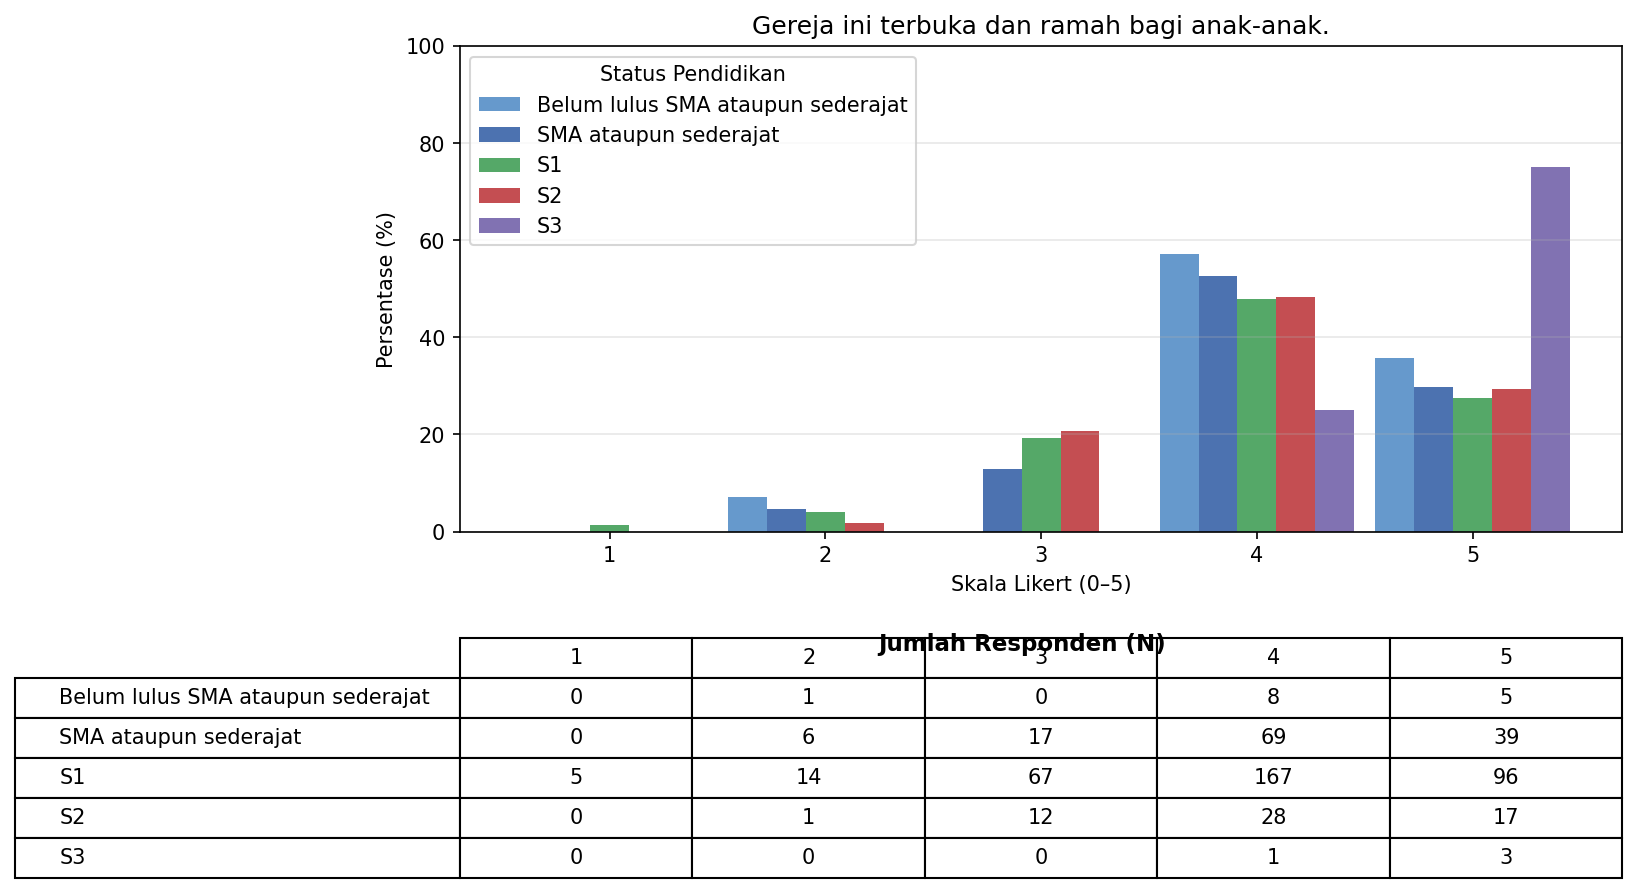 Gereja ini terbuka dan ramah bagi anak-anak.
100
80
60
40
20
0
Persentase (%)
Status Pendidikan
Belum lulus SMA ataupun sederajat
SMA ataupun sederajat
S1
S2
S3
1 2 3 4 5
Skala Likert (0–5)
Jumlah Responden (N)
1 2 3 4 5
Belum lulus SMA ataupun sederajat 0 1 0 8 5
SMA ataupun sederajat 0 6 17 69 39
S1 5 14 67 167 96
S2 0 1 12 28 17
S3 0 0 0 1 3